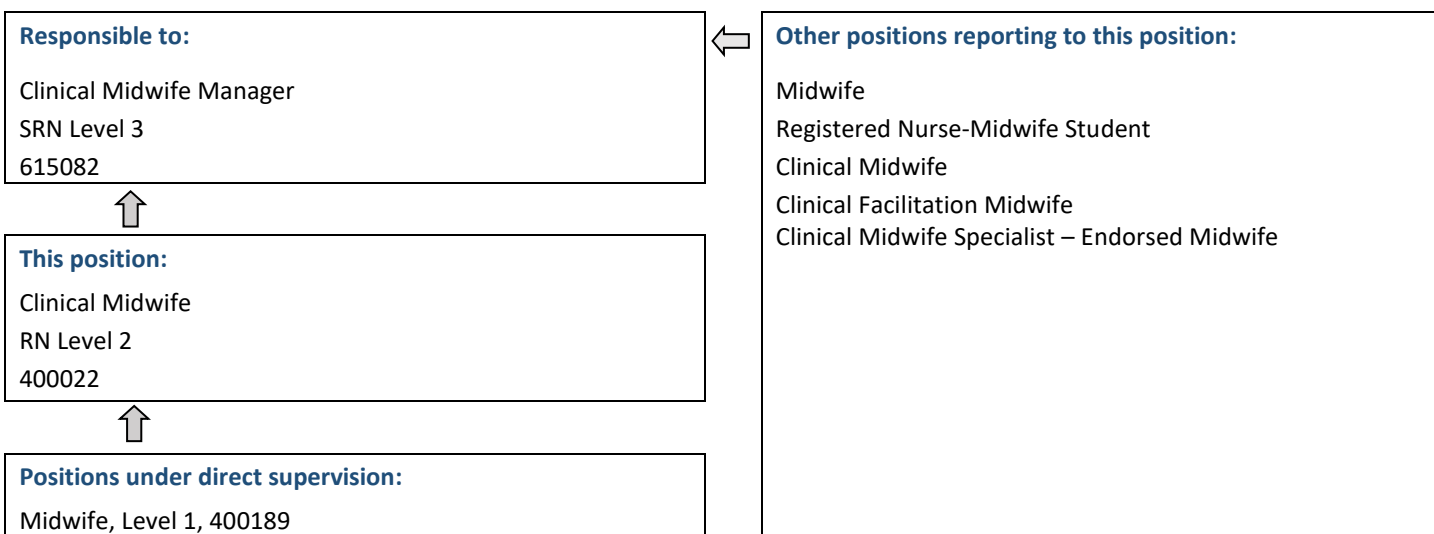 Responsible to:
Clinical Midwife Manager
SRN Level 3
615082
This position:
Clinical Midwife
RN Level 2
400022
Positions under direct supervision:
Midwife, Level 1, 400189
Other positions reporting to this position:
Midwife
Registered Nurse-Midwife Student
Clinical Midwife
Clinical Facilitation Midwife
Clinical Midwife Specialist – Endorsed Midwife